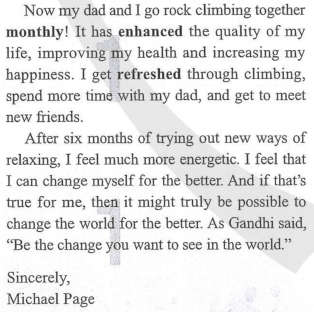 Now my dad and I go rock climbing together
monthly! It has enhanced the quality of my
life, improving my health and increasing my
happiness. I get refreshed through climbing,
spend more time with my dad, and get to meet
new friends.
After six months of trying out new ways of
relaxing, I feel much more energetic. I feel that
I can change myself for the better. And if that's
true for me, then it might truly be possible to
change the world for the better. As Gandhi said,
“Be the change you want to see in the world.”
Sincerely,
Michael Page